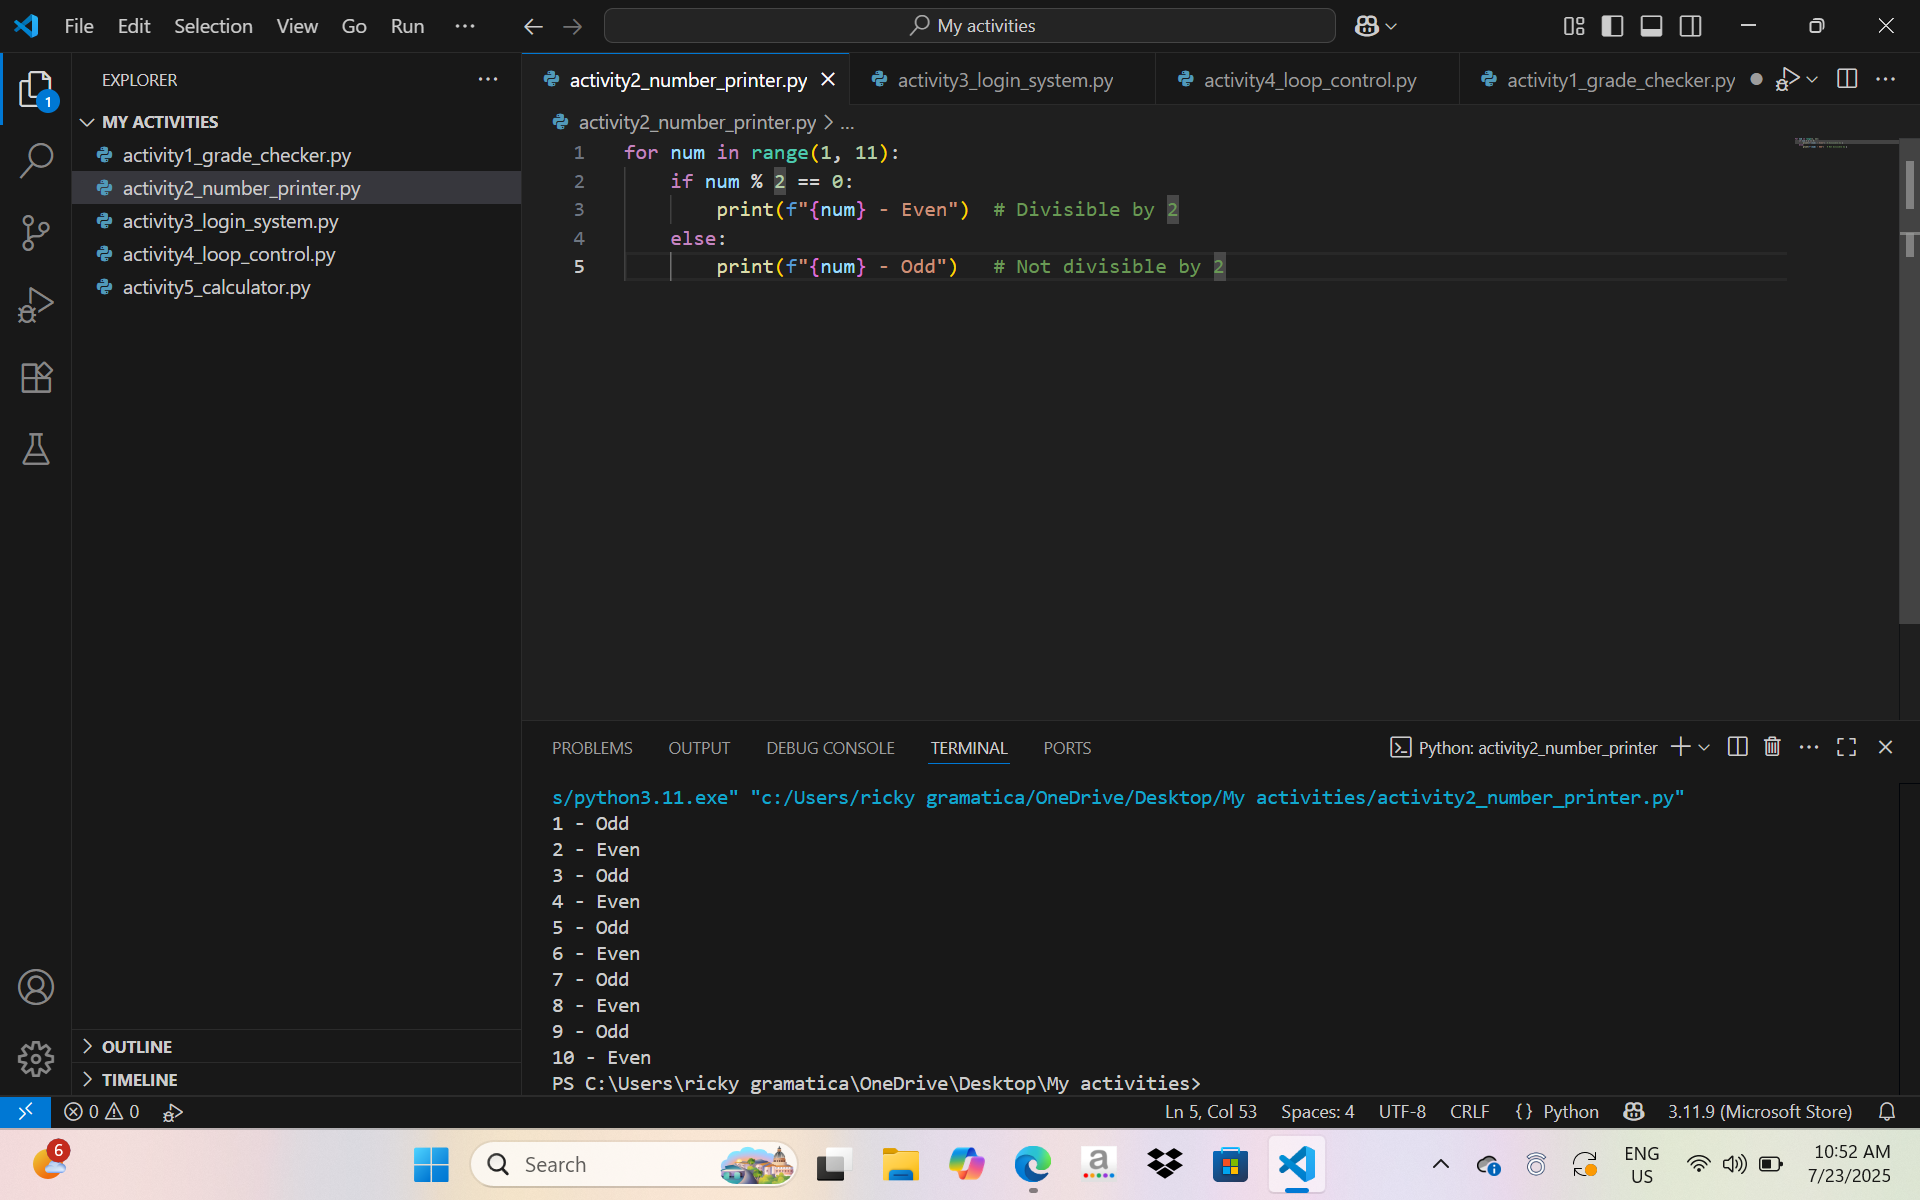 File Edit Selection View Go Run ···
My activities
EXPLORER ···
MY ACTIVITIES
activity1_grade_checker.py
activity2_number_printer.py
activity3_login_system.py
activity4_loop_control.py
activity5_calculator.py
OUTLINE
TIMELINE
1
activity2_number_printer.py activity3_login_system.py activity4_loop_control.py activity1_grade_checker.py
activity2_number_printer.py > ...
1 for num in range(1, 11):
2 if num % 2 == 0:
3 print(f"{num} - Even")  # Divisible by 2
4 else:
5 print(f"{num} - Odd")   # Not divisible by 2
PROBLEMS OUTPUT DEBUG CONSOLE TERMINAL PORTS
Python: activity2_number_printer
s/python3.11.exe" "c:/Users/ricky gramatica/OneDrive/Desktop/My activities/activity2_number_printer.py"
1 - Odd
2 - Even
3 - Odd
4 - Even
5 - Odd
6 - Even
7 - Odd
8 - Even
9 - Odd
10 - Even
PS C:\Users\ricky gramatica\OneDrive\Desktop\My activities>
0 0
Ln 5, Col 53 Spaces: 4 UTF-8 CRLF {} Python 3.11.9 (Microsoft Store)
6
Search
a
ENG
US
10:52 AM
7/23/2025